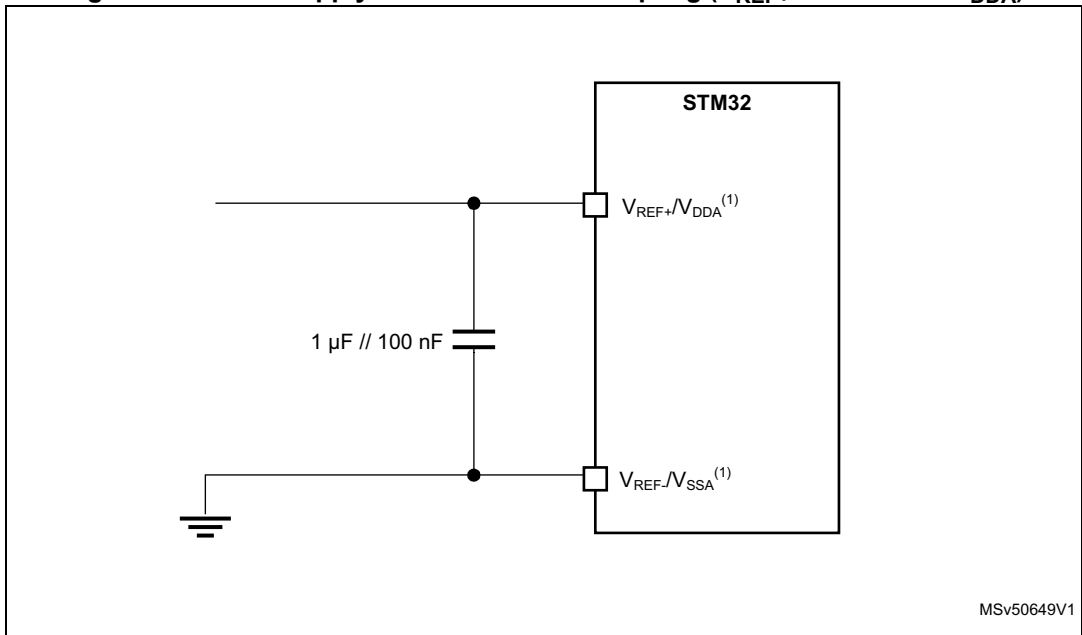 STM32
VREF+/VDDA(1)
1 µF // 100 nF
VREF-/VSSA(1)
MSv50649V1